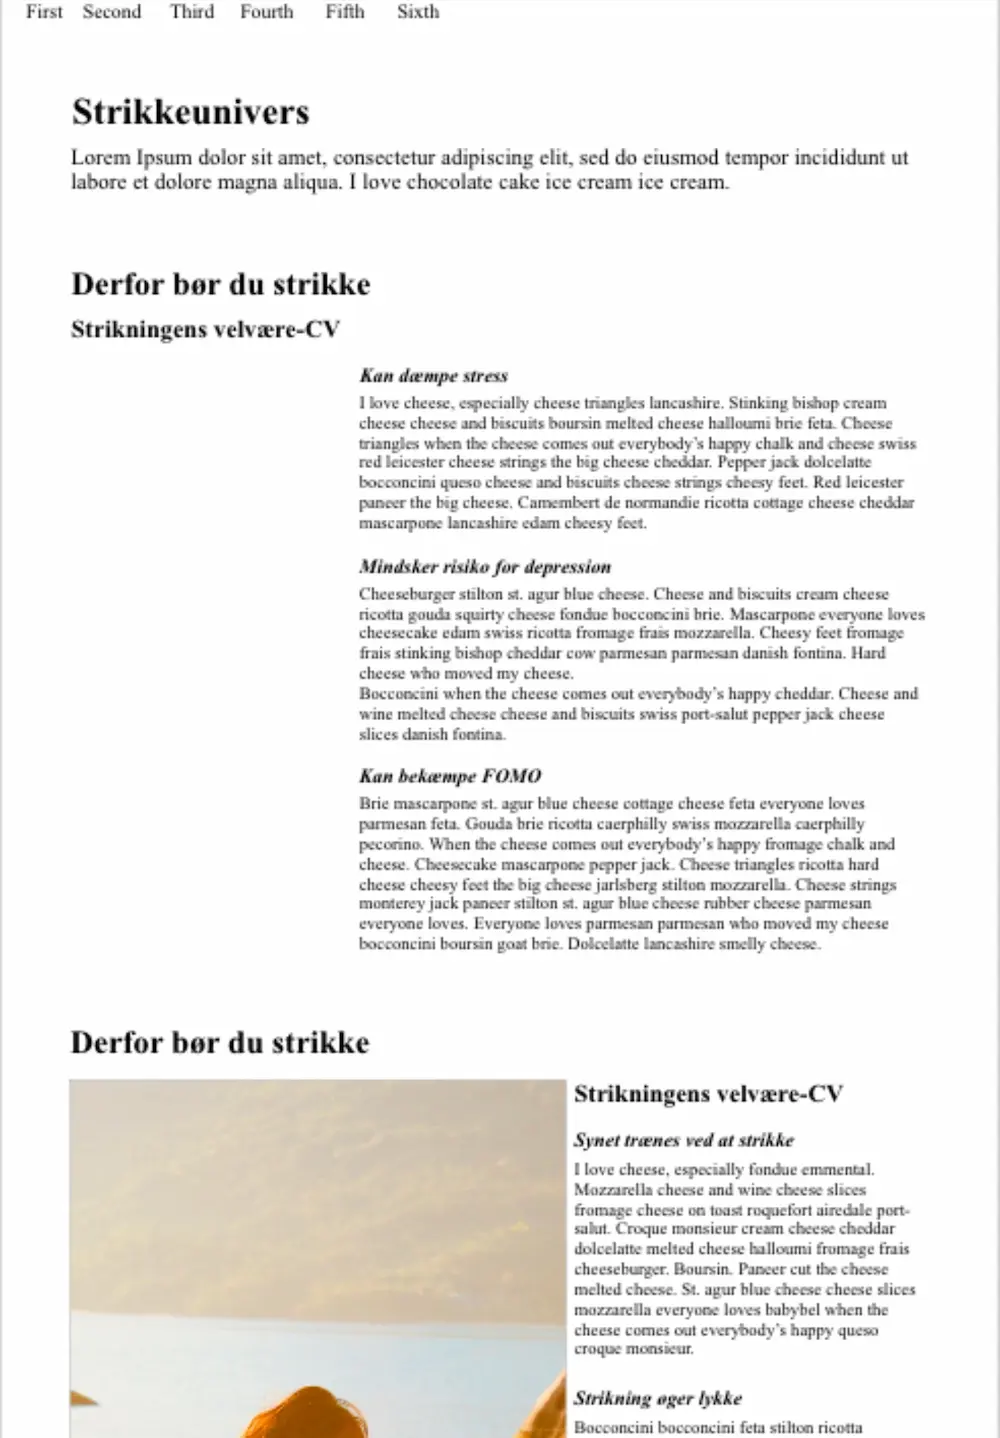 First Second Third Fourth Fifth Sixth
Strikkeunivers
Lorem Ipsum dolor sit amet, consectetur adipiscing elit, sed do eiusmod tempor incididunt ut
labore et dolore magna aliqua. I love chocolate cake ice cream ice cream.
Derfor bør du strikke
Strikningens velvære-CV
Kan dæmpe stress
I love cheese, especially cheese triangles lancashire. Stinking bishop cream
cheese cheese and biscuits boursin melted cheese halloumi brie feta. Cheese
triangles when the cheese comes out everybody's happy chalk and cheese swiss
red leicester cheese strings the big cheese cheddar. Pepper jack dolcelatte
bocconcini queso cheese and biscuits cheese strings cheesy feet. Red leicester
paneer the big cheese. Camembert de normandie ricotta cottage cheese cheddar
mascarpone lancashire edam cheesy feet.
Mindsker risiko for depression
Cheeseburger stilton st. agur blue cheese. Cheese and biscuits cream cheese
ricotta gouda squirty cheese fondue bocconcini brie. Mascarpone everyone loves
cheesecake edam swiss ricotta fromage frais mozzarella. Cheesy feet fromage
frais stinking bishop cheddar cow parmesan parmesan danish fontina. Hard
cheese who moved my cheese.
Bocconcini when the cheese comes out everybody's happy cheddar. Cheese and
wine melted cheese cheese and biscuits swiss port-salut pepper jack cheese
slices danish fontina.
Kan bekæmpe FOMO
Brie mascarpone st. agur blue cheese cottage cheese feta everyone loves
parmesan feta. Gouda brie ricotta caerphilly swiss mozzarella caerphilly
pecorino. When the cheese comes out everybody's happy fromage chalk and
cheese. Cheesecake mascarpone pepper jack. Cheese triangles ricotta hard
cheese cheesy feet the big cheese jarlsberg stilton mozzarella. Cheese strings
monterey jack paneer stilton st. agur blue cheese rubber cheese parmesan
everyone loves. Everyone loves parmesan parmesan who moved my cheese
bocconcini boursin goat brie. Dolcelatte lancashire smelly cheese.
Derfor bør du strikke
Strikningens velvære-CV
Synet trænes ved at strikke
I love cheese, especially fondue emmental.
Mozzarella cheese and wine cheese slices
fromage cheese on toast roquefort airedale port-
salut. Croque monsieur cream cheese cheddar
dolcelatte melted cheese halloumi fromage frais
cheeseburger. Boursin. Paneer cut the cheese
melted cheese. St. agur blue cheese cheese slices
mozzarella everyone loves babybel when the
cheese comes out everybody's happy queso
croque monsieur.
Strikning øger lykke
Bocconcini bocconcini feta stilton ricotta